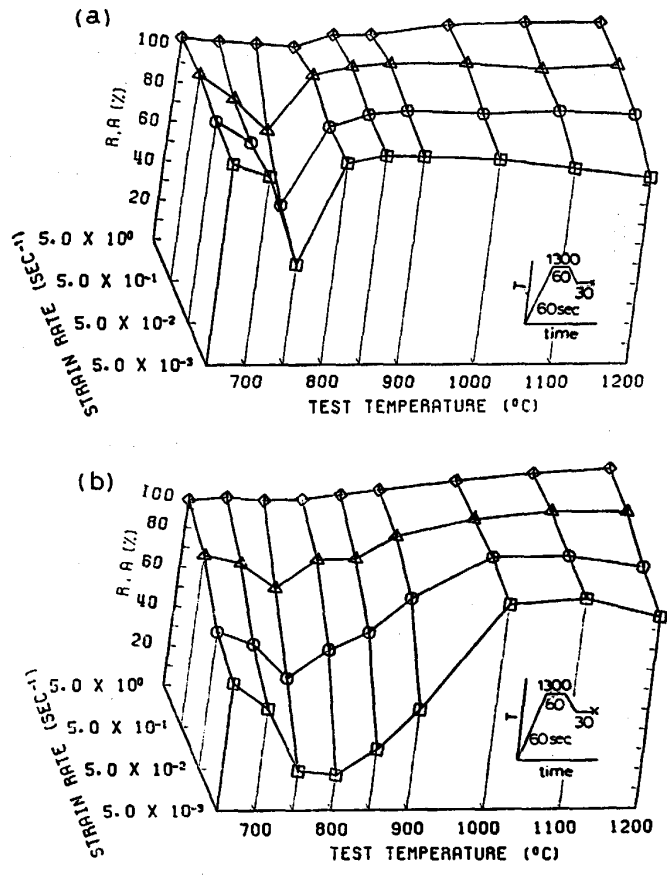 (a)
100
80
60
40
20
R.A (%)
5.0 X 10⁰
5.0 X 10⁻¹
5.0 X 10⁻²
5.0 X 10⁻³
STRAIN RATE (SEC⁻¹)
700
800
900
1000
1100
1200
TEST TEMPERATURE (°C)
T
1300
60
30
60sec
time
(b)
100
80
60
40
20
R.A (%)
5.0 X 10⁰
5.0 X 10⁻¹
5.0 X 10⁻²
5.0 X 10⁻³
STRAIN RATE (SEC⁻¹)
700
800
900
1000
1100
1200
TEST TEMPERATURE (°C)
T
1300
60
30
60sec
time